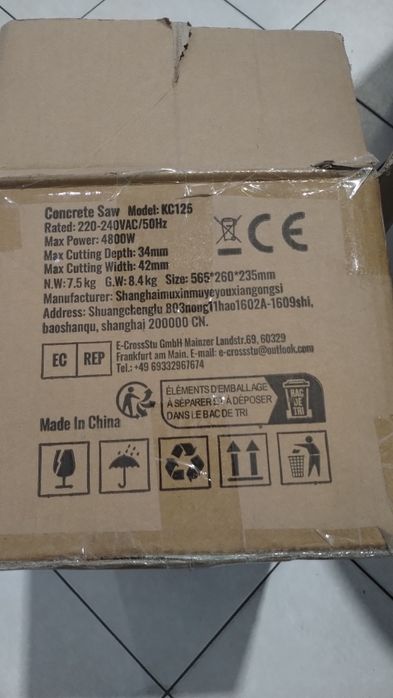 Concrete Saw Model: KC125
Rated: 220-240VAC/50Hz
Max Power: 4800W
Max Cutting Depth: 34mm
Max Cutting Width: 42mm
N.W: 7.5 kg G.W: 8.4 kg Size: 565*260*235mm
Manufacturer: Shanghaimuxinmuyeyouxiangongsi
Address: Shuangchenglu 803nong11hao1602A-1609shi,
baoshanqu, shanghai 200000 CN.
CE
EC REP
E-CrossStu GmbH Mainzer Landstr.69, 60329
Frankfurt am Main. E-mail: e-crossstu@outlook.com
Tel.: +49 69332967674
ÉLÉMENTS D'EMBALLAGE
À SÉPARER ET À DÉPOSER
DANS LE BAC DE TRI
BAC
DE
TRI
Made In China